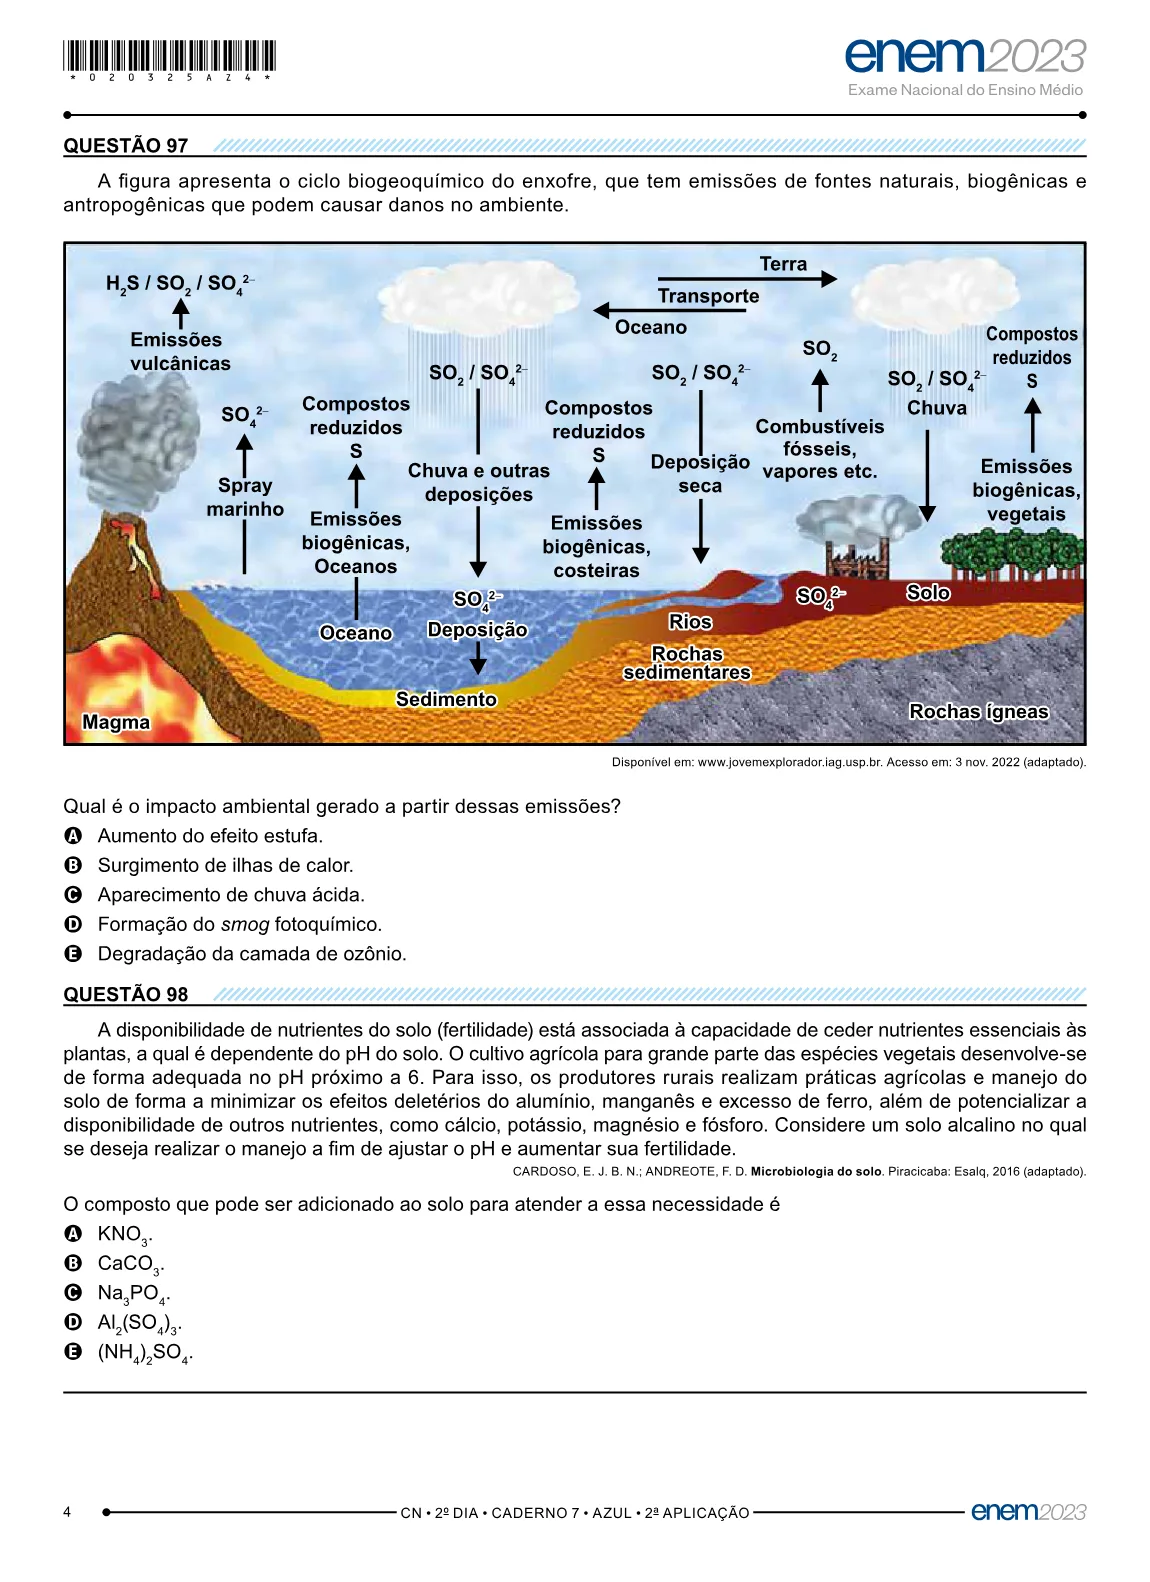 *020325AZ4*
enem2023
Exame Nacional do Ensino Médio
QUESTÃO 97
A figura apresenta o ciclo biogeoquímico do enxofre, que tem emissões de fontes naturais, biogênicas e
antropogênicas que podem causar danos no ambiente.
H₂S / SO₂ / SO₄²⁻
Emissões
vulcânicas
SO₄²⁻
Spray
marinho
Compostos
reduzidos
S
Emissões
biogênicas,
Oceanos
Oceano
SO₂ / SO₄²⁻
Chuva e outras
deposições
SO₄²⁻
Deposição
Sedimento
Magma
Terra
Transporte
Oceano
Compostos
reduzidos
S
Emissões
biogênicas,
costeiras
SO₂ / SO₄²⁻
Deposição
seca
SO₂
Combustíveis
fósseis,
vapores etc.
SO₂ / SO₄²⁻
Chuva
Compostos
reduzidos
S
Emissões
biogênicas,
vegetais
SO₄²⁻
Solo
Rios
Rochas
sedimentares
Rochas ígneas
Disponível em: www.jovemexplorador.iag.usp.br. Acesso em: 3 nov. 2022 (adaptado).
Qual é o impacto ambiental gerado a partir dessas emissões?
A Aumento do efeito estufa.
B Surgimento de ilhas de calor.
C Aparecimento de chuva ácida.
D Formação do smog fotoquímico.
E Degradação da camada de ozônio.
QUESTÃO 98
A disponibilidade de nutrientes do solo (fertilidade) está associada à capacidade de ceder nutrientes essenciais às
plantas, a qual é dependente do pH do solo. O cultivo agrícola para grande parte das espécies vegetais desenvolve-se
de forma adequada no pH próximo a 6. Para isso, os produtores rurais realizam práticas agrícolas e manejo do
solo de forma a minimizar os efeitos deletérios do alumínio, manganês e excesso de ferro, além de potencializar a
disponibilidade de outros nutrientes, como cálcio, potássio, magnésio e fósforo. Considere um solo alcalino no qual
se deseja realizar o manejo a fim de ajustar o pH e aumentar sua fertilidade.
CARDOSO, E. J. B. N.; ANDREOTE, F. D. Microbiologia do solo. Piracicaba: Esalq, 2016 (adaptado).
O composto que pode ser adicionado ao solo para atender a essa necessidade é
A KNO₃.
B CaCO₃.
C Na₃PO₄.
D Al₂(SO₄)₃.
E (NH₄)₂SO₄.
4
CN • 2º DIA • CADERNO 7 • AZUL • 2ª APLICAÇÃO
enem2023